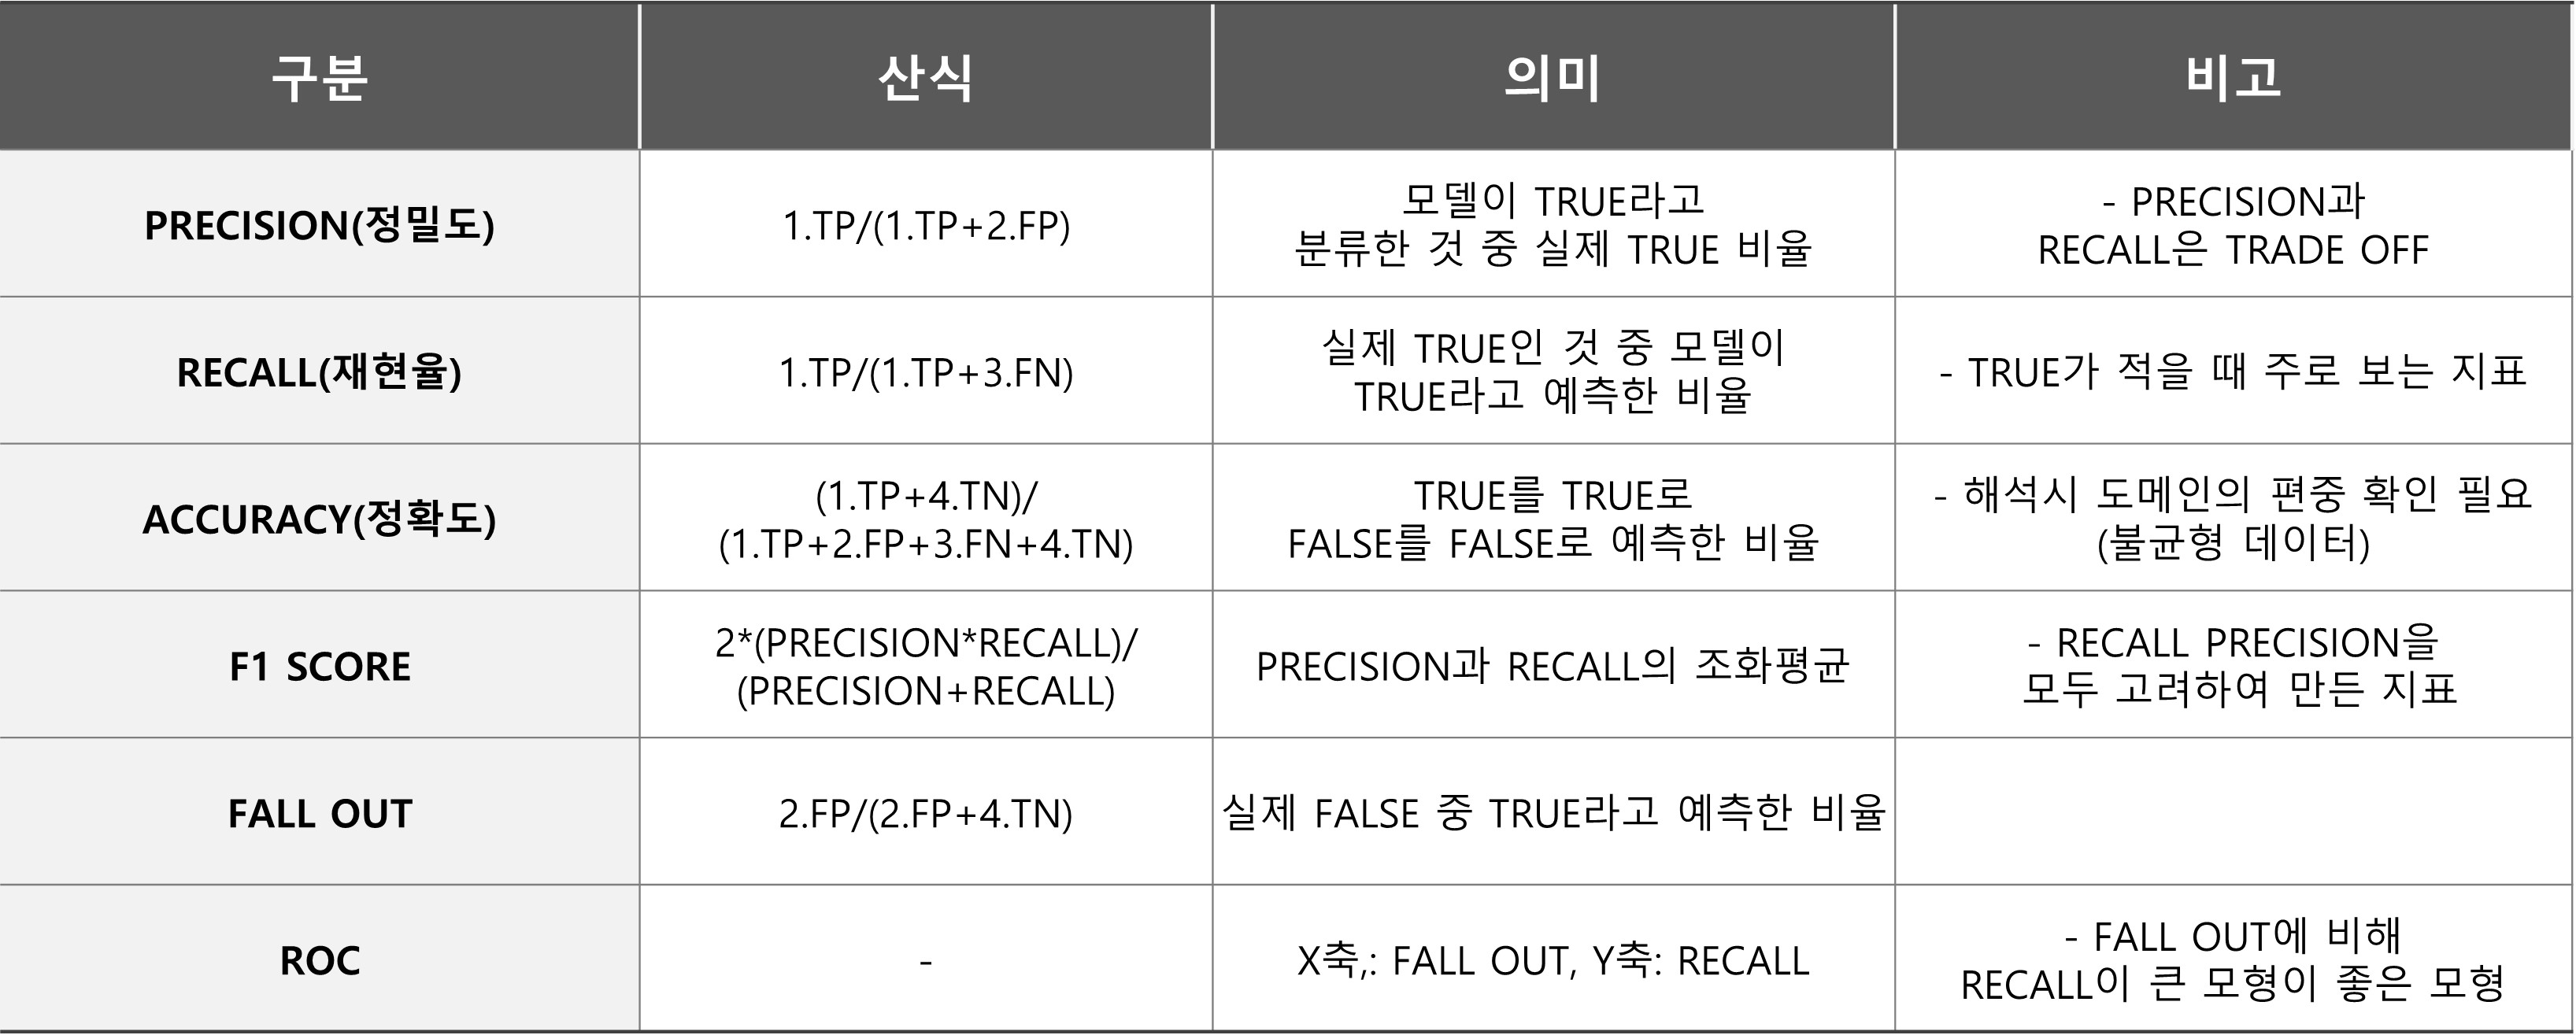 구분
산식
의미
비고
PRECISION(정밀도)
1.TP/(1.TP+2.FP)
모델이 TRUE라고
분류한 것 중 실제 TRUE 비율
- PRECISION과
RECALL은 TRADE OFF
RECALL(재현율)
1.TP/(1.TP+3.FN)
실제 TRUE인 것 중 모델이
TRUE라고 예측한 비율
- TRUE가 적을 때 주로 보는 지표
ACCURACY(정확도)
(1.TP+4.TN)/
(1.TP+2.FP+3.FN+4.TN)
TRUE를 TRUE로
FALSE를 FALSE로 예측한 비율
- 해석시 도메인의 편중 확인 필요
(불균형 데이터)
F1 SCORE
2*(PRECISION*RECALL)/
(PRECISION+RECALL)
PRECISION과 RECALL의 조화평균
- RECALL PRECISION을
모두 고려하여 만든 지표
FALL OUT
2.FP/(2.FP+4.TN)
실제 FALSE 중 TRUE라고 예측한 비율
ROC
-
X축,: FALL OUT, Y축: RECALL
- FALL OUT에 비해
RECALL이 큰 모형이 좋은 모형